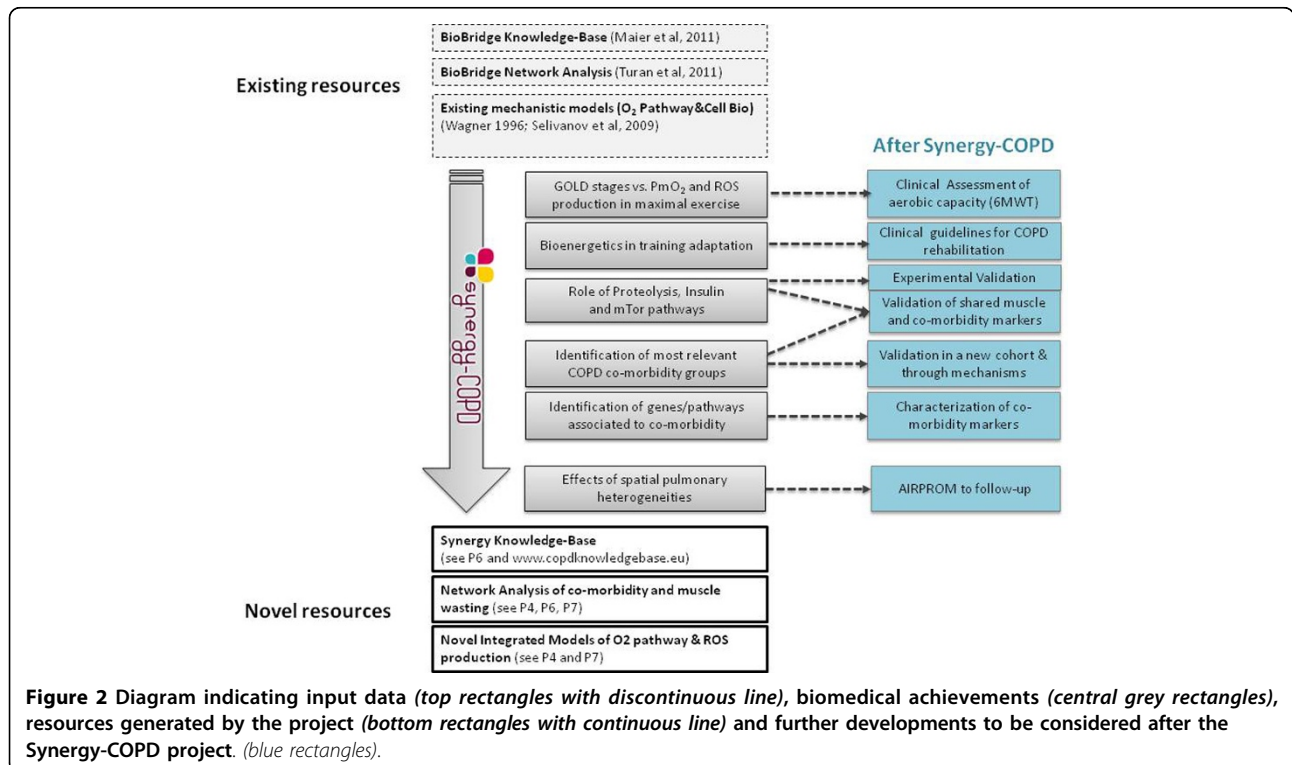 BioBridge Knowledge-Base (Maier et al, 2011)
Existing resources
BioBridge Network Analysis (Turan et al, 2011)
Existing mechanistic models (O₂ Pathway&Cell Bio)
(Wagner 1996; Selivanov et al, 2009)
After Synergy-COPD
GOLD stages vs. PmO₂ and ROS
production in maximal exercise
Clinical Assessment of
aerobic capacity (6MWT)
Bioenergetics in training adaptation
Clinical guidelines for COPD
rehabilitation
Role of Proteolysis, Insulin
and mTor pathways
Experimental Validation
Validation of shared muscle
and co-morbidity markers
synergy-COPD
Identification of most relevant
COPD co-morbidity groups
Validation in a new cohort &
through mechanisms
Identification of genes/pathways
associated to co-morbidity
Characterization of co-
morbidity markers
Effects of spatial pulmonary
heterogeneities
AIRPROM to follow-up
Synergy Knowledge-Base
(see P6 and www.copdknowledgebase.eu)
Novel resources
Network Analysis of co-morbidity and muscle
wasting (see P4, P6, P7)
Novel Integrated Models of O2 pathway & ROS
production (see P4 and P7)
Figure 2 Diagram indicating input data (top rectangles with discontinuous line), biomedical achievements (central grey rectangles),
resources generated by the project (bottom rectangles with continuous line) and further developments to be considered after the
Synergy-COPD project. (blue rectangles).